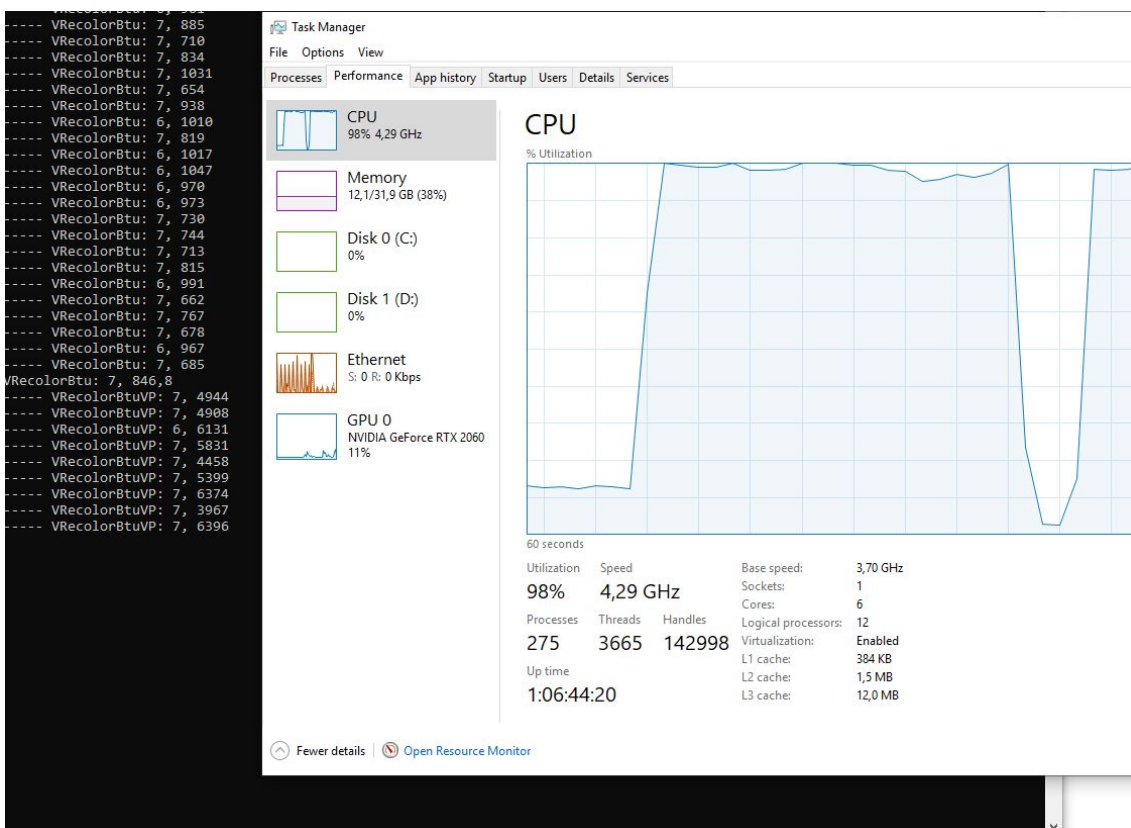 ----- VRecolorBtu: 7, 885
----- VRecolorBtu: 7, 710
----- VRecolorBtu: 7, 834
----- VRecolorBtu: 7, 1031
----- VRecolorBtu: 7, 654
----- VRecolorBtu: 7, 938
----- VRecolorBtu: 6, 1010
----- VRecolorBtu: 7, 819
----- VRecolorBtu: 6, 1017
----- VRecolorBtu: 6, 1047
----- VRecolorBtu: 6, 970
----- VRecolorBtu: 6, 973
----- VRecolorBtu: 7, 730
----- VRecolorBtu: 7, 744
----- VRecolorBtu: 7, 713
----- VRecolorBtu: 7, 815
----- VRecolorBtu: 6, 991
----- VRecolorBtu: 7, 662
----- VRecolorBtu: 7, 767
----- VRecolorBtu: 7, 678
----- VRecolorBtu: 6, 967
----- VRecolorBtu: 7, 685
VRecolorBtu: 7, 846,8
----- VRecolorBtuVP: 7, 4944
----- VRecolorBtuVP: 7, 4908
----- VRecolorBtuVP: 6, 6131
----- VRecolorBtuVP: 7, 5831
----- VRecolorBtuVP: 7, 4458
----- VRecolorBtuVP: 7, 5399
----- VRecolorBtuVP: 7, 6374
----- VRecolorBtuVP: 7, 3967
----- VRecolorBtuVP: 7, 6396
Task Manager
File Options View
Processes Performance App history Startup Users Details Services
CPU
98% 4,29 GHz
Memory
12,1/31,9 GB (38%)
Disk 0 (C:)
0%
Disk 1 (D:)
0%
Ethernet
S: 0 R: 0 Kbps
GPU 0
NVIDIA GeForce RTX 2060
11%
CPU
% Utilization
60 seconds
Utilization Speed
98% 4,29 GHz
Processes Threads Handles
275 3665 142998
Up time
1:06:44:20
Base speed: 3,70 GHz
Sockets: 1
Cores: 6
Logical processors: 12
Virtualization: Enabled
L1 cache: 384 KB
L2 cache: 1,5 MB
L3 cache: 12,0 MB
Fewer details Open Resource Monitor